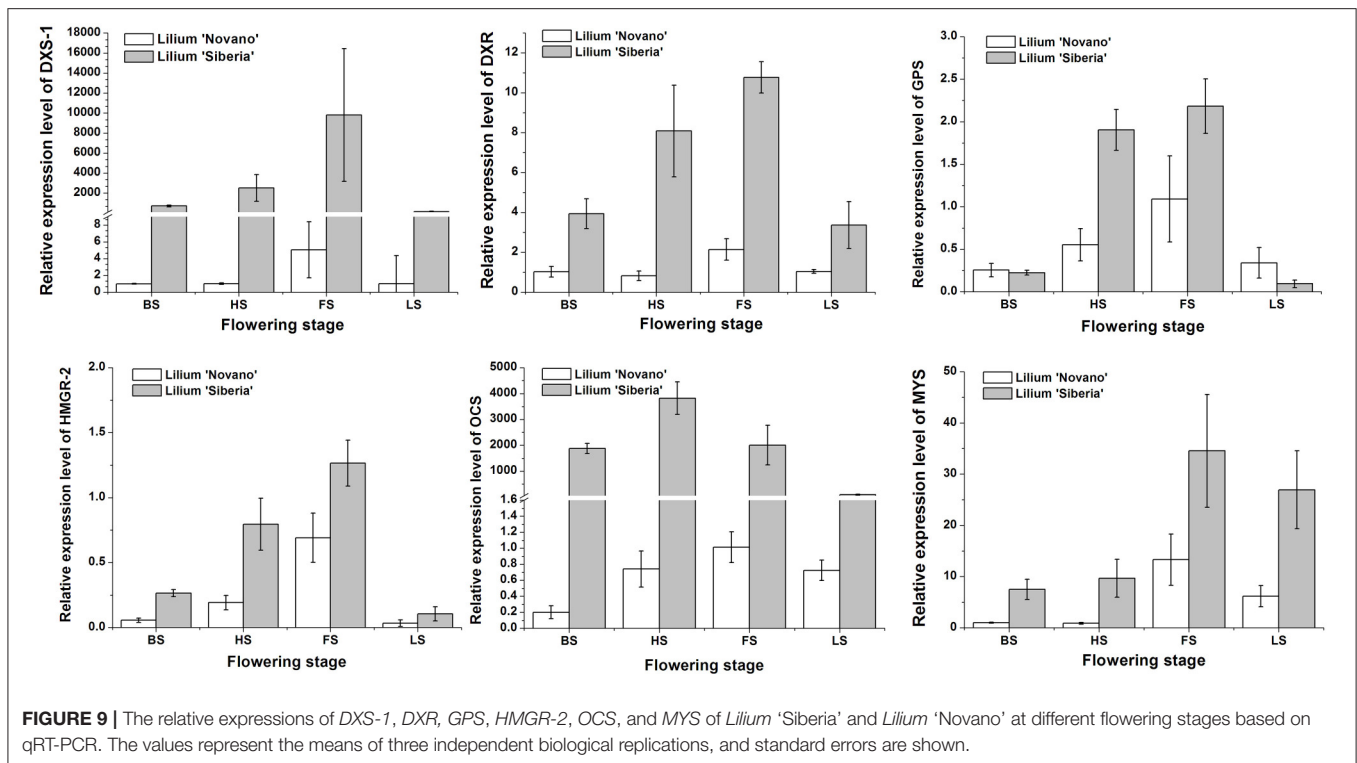 Relative expression level of DXS-1
18000
16000
14000
12000
10000
8000
6000
4000
2000
8
6
4
2
0
Lilium 'Novano'
Lilium 'Siberia'
BS HS FS LS
Flowering stage
Relative expression level of DXR
12
10
8
6
4
2
0
Lilium 'Novano'
Lilium 'Siberia'
BS HS FS LS
Flowering stage
Relative expression level of GPS
3.0
2.5
2.0
1.5
1.0
0.5
0.0
Lilium 'Novano'
Lilium 'Siberia'
BS HS FS LS
Flowering stage
Relative expression level of HMGR-2
2.0
1.5
1.0
0.5
0.0
Lilium 'Novano'
Lilium 'Siberia'
BS HS FS LS
Flowering stage
Relative expression level of OCS
5000
4000
3000
2000
1000
1.6
1.4
1.2
1.0
0.8
0.6
0.4
0.2
0.0
Lilium 'Novano'
Lilium 'Siberia'
BS HS FS LS
Flowering stage
Relative expression level of MYS
50
40
30
20
10
0
Lilium 'Novano'
Lilium 'Siberia'
BS HS FS LS
Flowering stage
FIGURE 9 | The relative expressions of DXS-1, DXR, GPS, HMGR-2, OCS, and MYS of Lilium ‘Siberia’ and Lilium ‘Novano’ at different flowering stages based on
qRT-PCR. The values represent the means of three independent biological replications, and standard errors are shown.